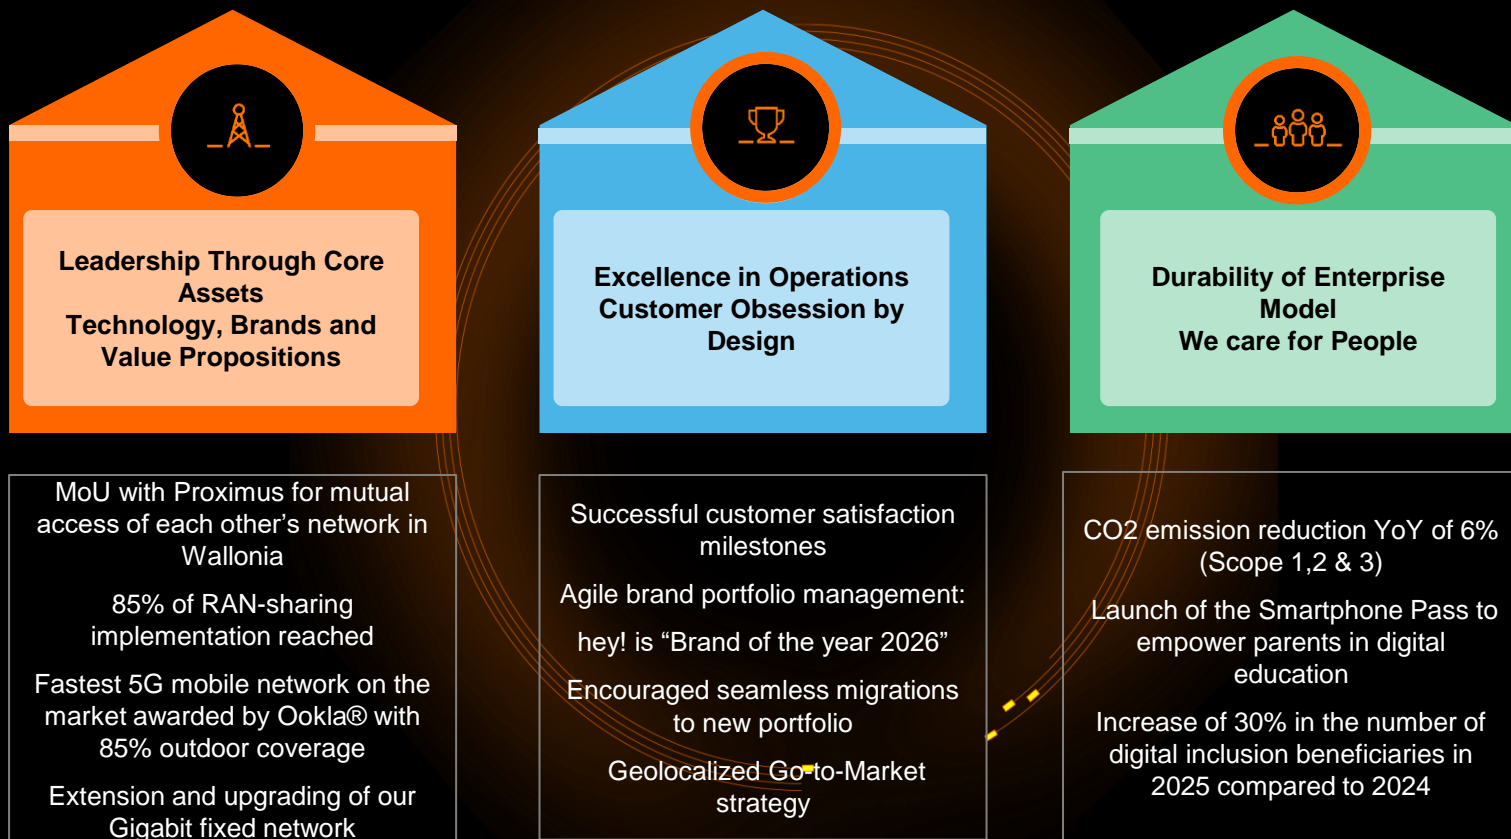 Leadership Through Core
Assets
Technology, Brands and
Value Propositions
MoU with Proximus for mutual
access of each other’s network in
Wallonia
85% of RAN-sharing
implementation reached
Fastest 5G mobile network on the
market awarded by Ookla® with
85% outdoor coverage
Extension and upgrading of our
Gigabit fixed network
Excellence in Operations
Customer Obsession by
Design
Successful customer satisfaction
milestones
Agile brand portfolio management:
hey! is “Brand of the year 2026”
Encouraged seamless migrations
to new portfolio
Geolocalized Go-to-Market
strategy
Durability of Enterprise
Model
We care for People
CO2 emission reduction YoY of 6%
(Scope 1,2 & 3)
Launch of the Smartphone Pass to
empower parents in digital
education
Increase of 30% in the number of
digital inclusion beneficiaries in
2025 compared to 2024